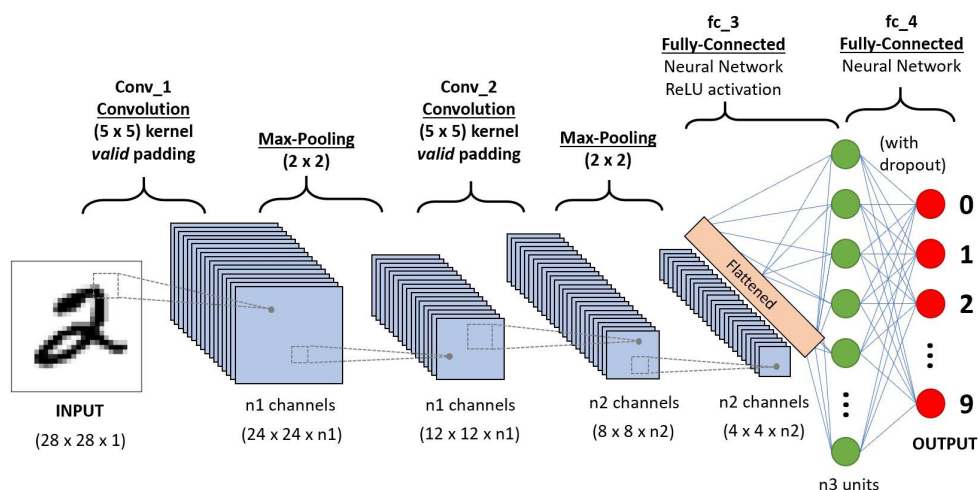 fc_3
Fully-Connected
Neural Network
ReLU activation
fc_4
Fully-Connected
Neural Network
Conv_1
Convolution
(5 x 5) kernel
valid padding
Max-Pooling
(2 x 2)
Conv_2
Convolution
(5 x 5) kernel
valid padding
Max-Pooling
(2 x 2)
(with
dropout)
Flattened
0
1
2
9
INPUT
(28 x 28 x 1)
n1 channels
(24 x 24 x n1)
n1 channels
(12 x 12 x n1)
n2 channels
(8 x 8 x n2)
n2 channels
(4 x 4 x n2)
OUTPUT
n3 units
2